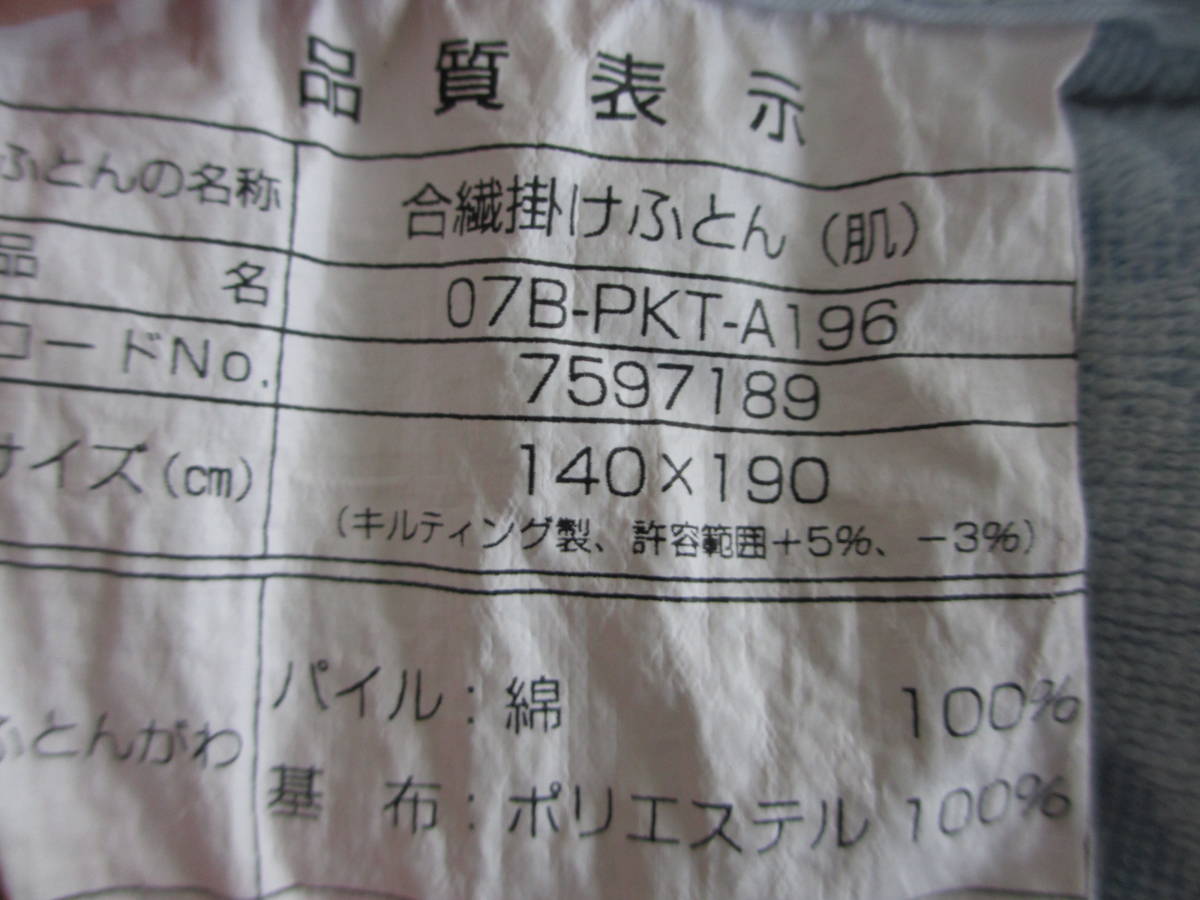 品質表示
ふとんの名称 合繊掛けふとん（肌）
品名 07B-PKT-A196
コードNo. 7597189
サイズ(cm) 140×190
（キルティング製、許容範囲+5%、-3%）
パイル：綿 100%
ふとんがわ
基布：ポリエステル 100%